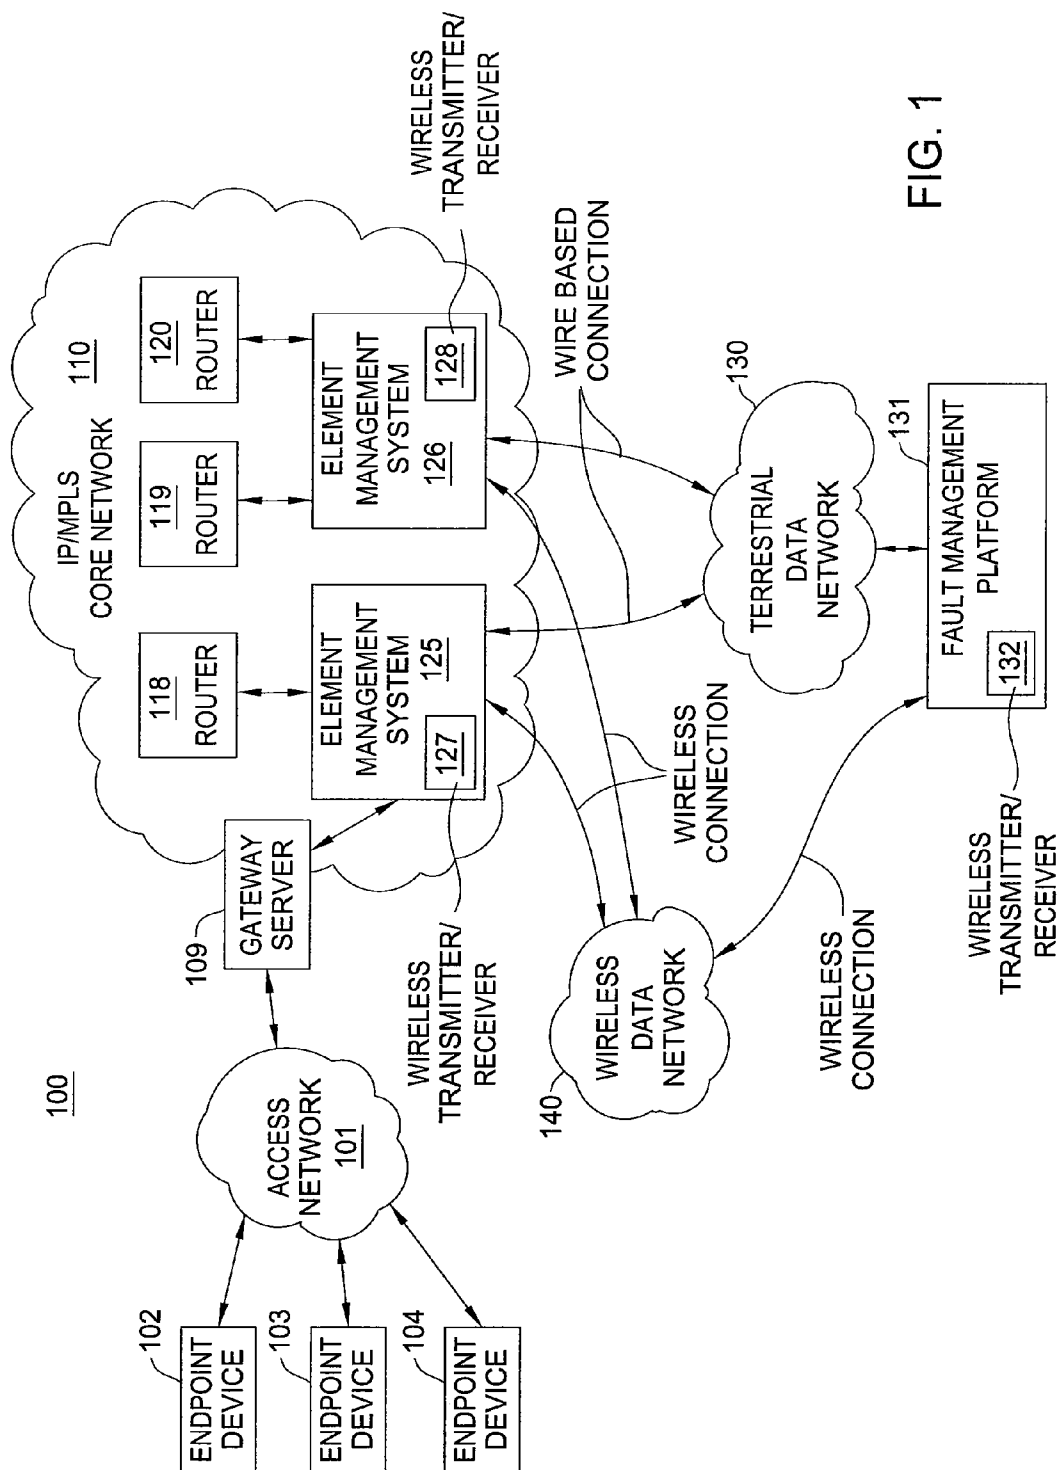 100
102
ENDPOINT
DEVICE
103
ENDPOINT
DEVICE
104
ENDPOINT
DEVICE
ACCESS
NETWORK
101
109
GATEWAY
SERVER
IP/MPLS
CORE NETWORK
110
118
ROUTER
119
ROUTER
120
ROUTER
ELEMENT
MANAGEMENT
SYSTEM
125
127
ELEMENT
MANAGEMENT
SYSTEM
126
128
WIRELESS
TRANSMITTER/
RECEIVER
WIRELESS
TRANSMITTER/
RECEIVER
140
WIRELESS
DATA
NETWORK
WIRELESS
CONNECTION
WIRE BASED
CONNECTION
130
TERRESTRIAL
DATA
NETWORK
WIRELESS
CONNECTION
131
FAULT MANAGEMENT
PLATFORM
132
WIRELESS
TRANSMITTER/
RECEIVER
FIG. 1